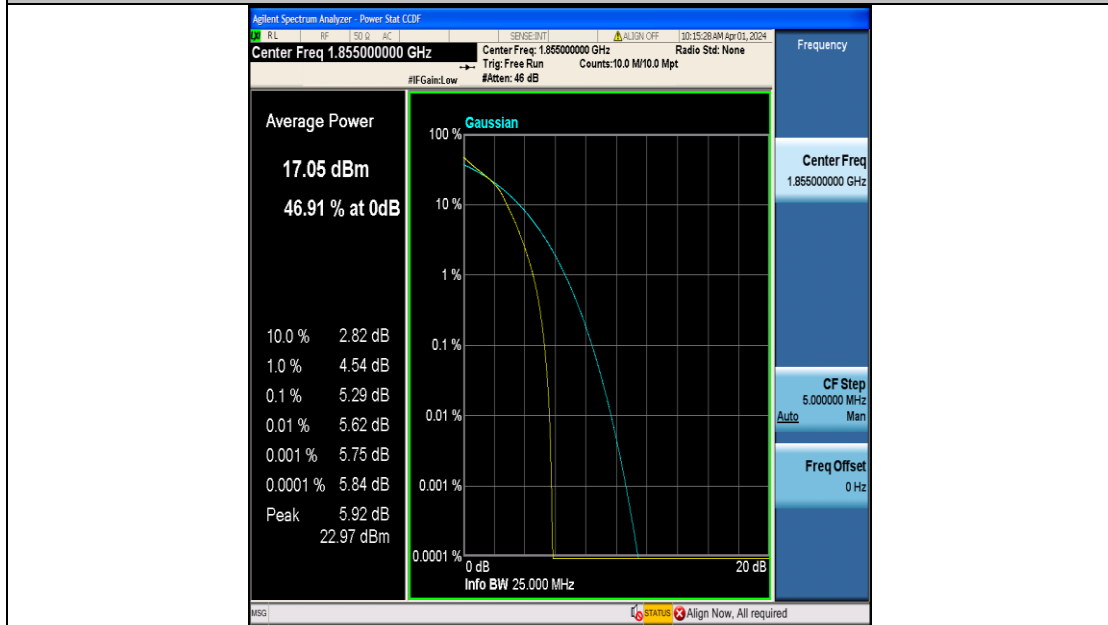 Agilent Spectrum Analyzer - Power Stat CCDF
RL RF 50 Ω AC SENSE:INT ALIGN OFF 10:15:28 AM Apr 01, 2024
Center Freq 1.855000000 GHz
Center Freq: 1.855000000 GHz Radio Std: None
Trig: Free Run Counts:10.0 M/10.0 Mpt
#IFGain:Low #Atten: 46 dB
Frequency
Average Power
17.05 dBm
46.91 % at 0dB
10.0 % 2.82 dB
1.0 % 4.54 dB
0.1 % 5.29 dB
0.01 % 5.62 dB
0.001 % 5.75 dB
0.0001 % 5.84 dB
Peak 5.92 dB
22.97 dBm
Gaussian
100 %
10 %
1 %
0.1 %
0.01 %
0.001 %
0.0001 %
0 dB 20 dB
Info BW 25.000 MHz
Center Freq
1.855000000 GHz
CF Step
5.000000 MHz
Auto Man
Freq Offset
0 Hz
MSG STATUS Align Now, All required